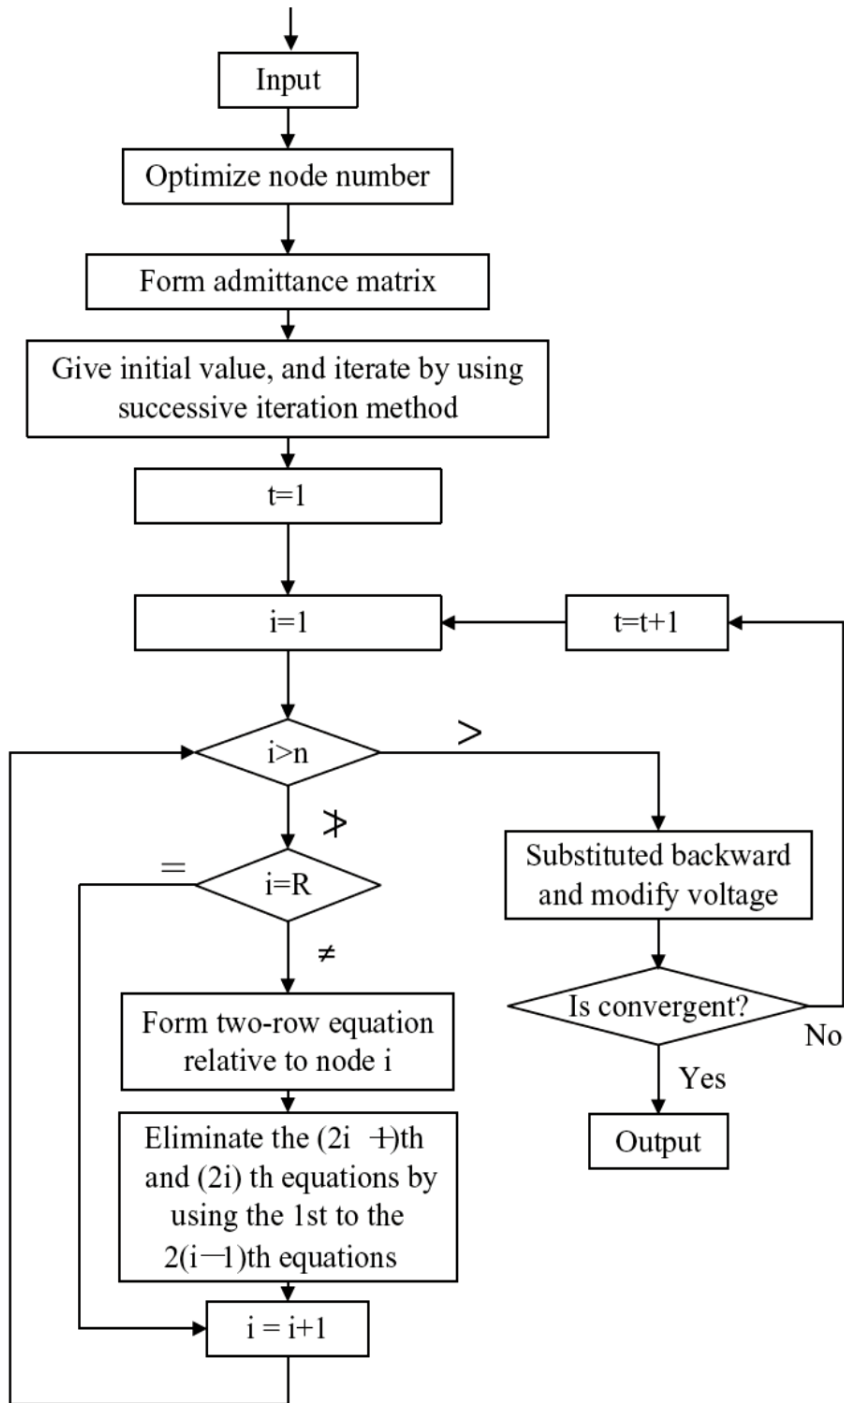 Input
Optimize node number
Form admittance matrix
Give initial value, and iterate by using
successive iteration method
t=1
i=1
t=t+1
i>n
>
≯
i=R
=
≠
Substituted backward
and modify voltage
Is convergent?
No
Yes
Output
Form two-row equation
relative to node i
Eliminate the (2i +)th
and (2i) th equations by
using the 1st to the
2(i−1)th equations
i = i+1